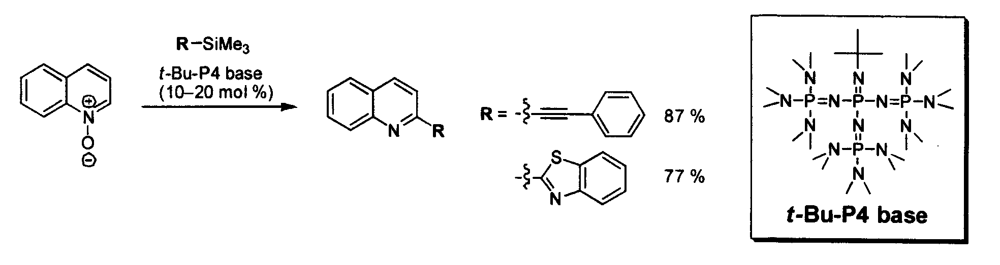 R–SiMe3
t-Bu-P4 base
(10–20 mol %)
N
⊕
O
⊖
N
R
R =
87 %
S
N
77 %
N N N
N–P=N–P–N=P–N
N N N
N–P–N
N
t-Bu-P4 base